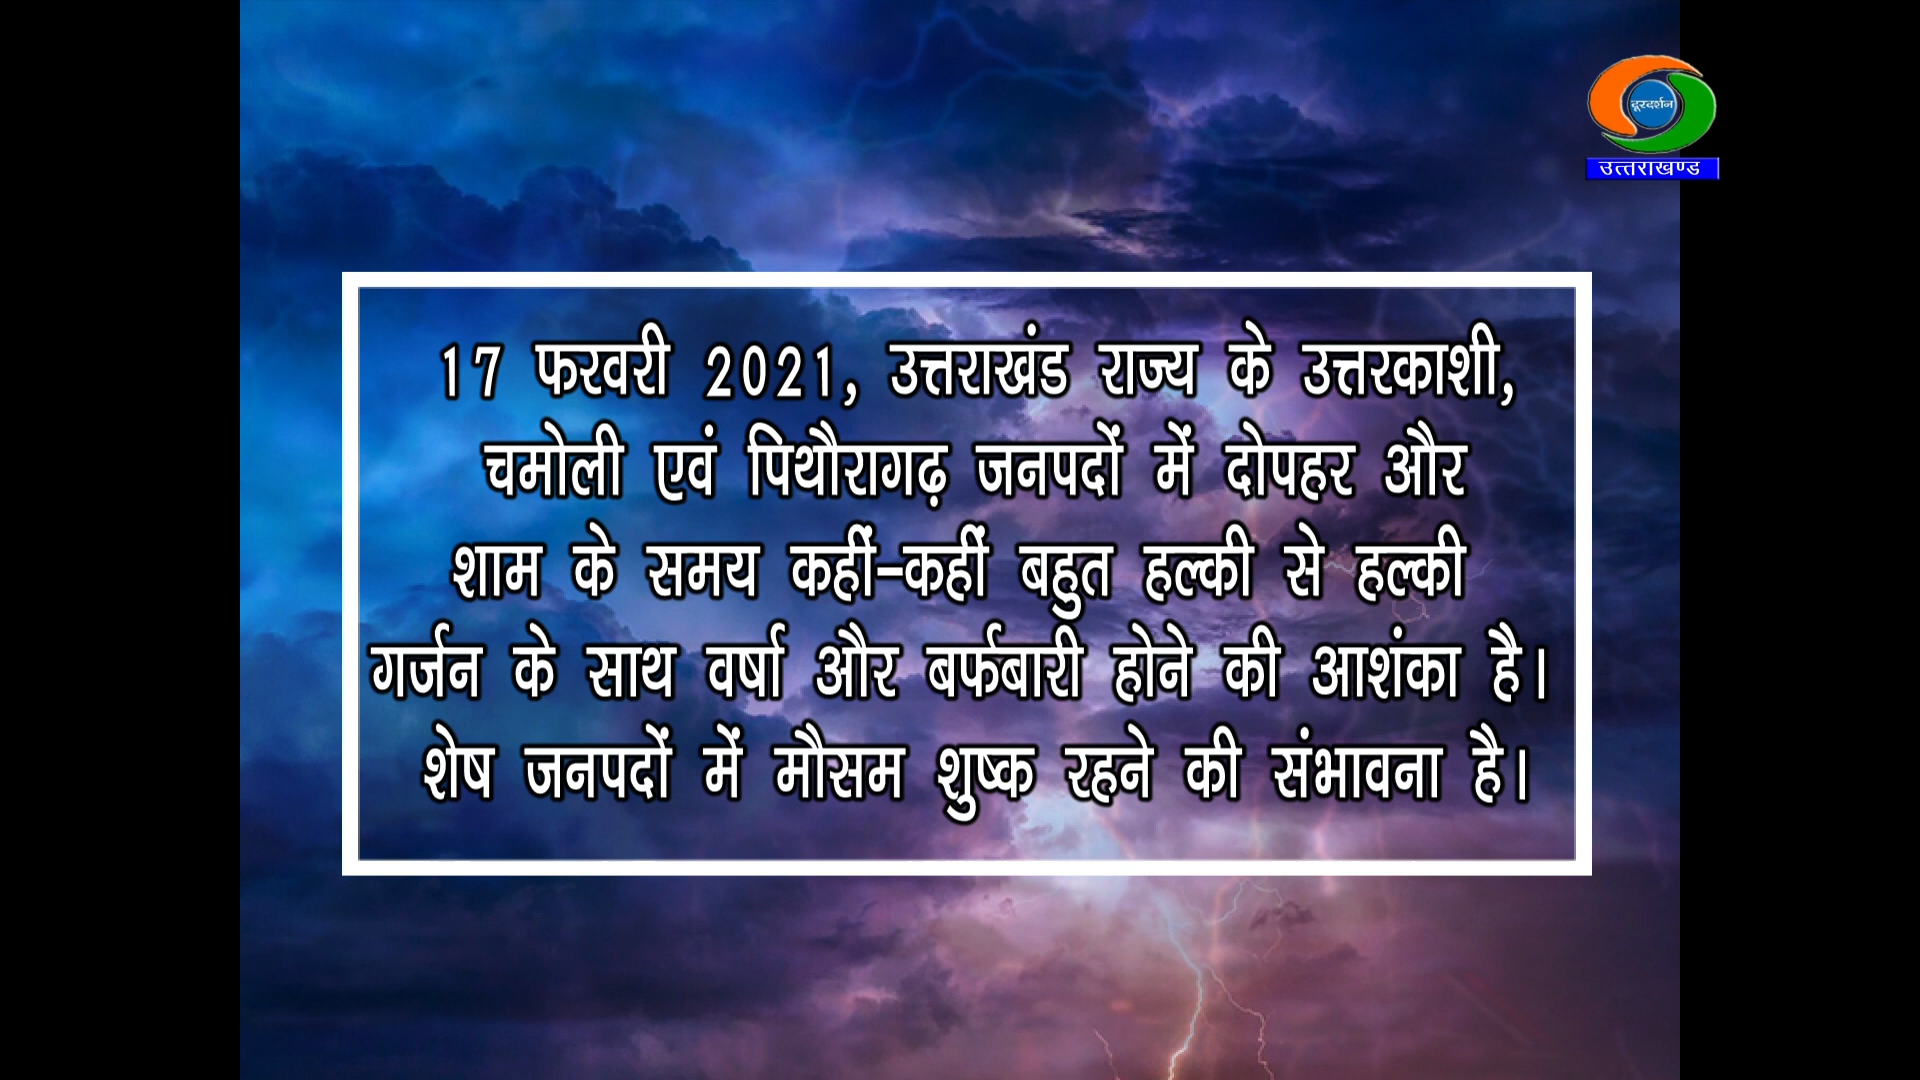 दूरदर्शन
उत्तराखण्ड
17 फरवरी 2021, उत्तराखंड राज्य के उत्तरकाशी,
चमोली एवं पिथौरागढ़ जनपदों में दोपहर और
शाम के समय कहीं-कहीं बहुत हल्की से हल्की
गर्जन के साथ वर्षा और बर्फबारी होने की आशंका है।
शेष जनपदों में मौसम शुष्क रहने की संभावना है।